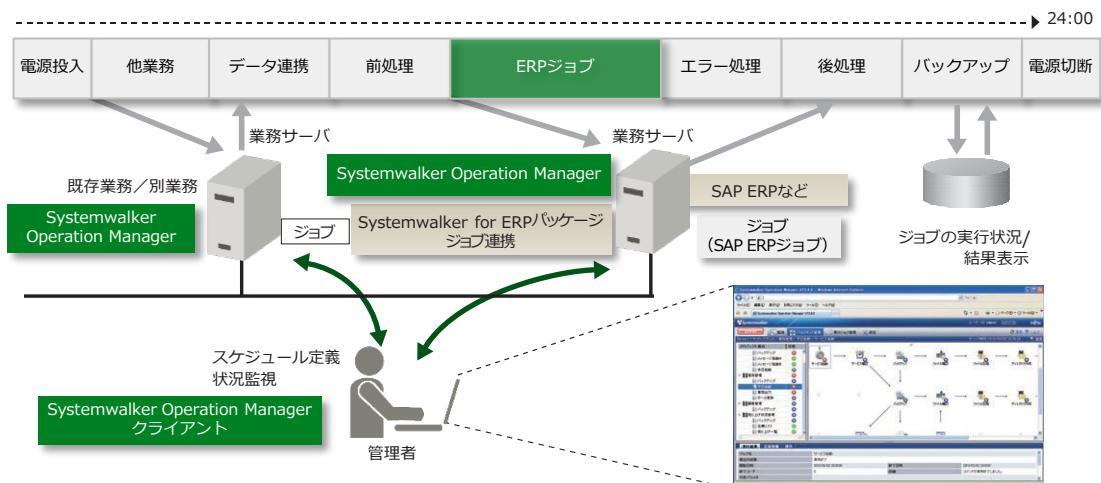 24:00
電源投入
他業務
データ連携
前処理
ERPジョブ
エラー処理
後処理
バックアップ
電源切断
業務サーバ
業務サーバ
既存業務／別業務
Systemwalker
Operation Manager
ジョブ
Systemwalker Operation Manager
Systemwalker for ERPパッケージ
ジョブ連携
SAP ERPなど
ジョブ
（SAP ERPジョブ）
ジョブの実行状況/
結果表示
スケジュール定義
状況監視
Systemwalker Operation Manager
クライアント
管理者
Systemwalker